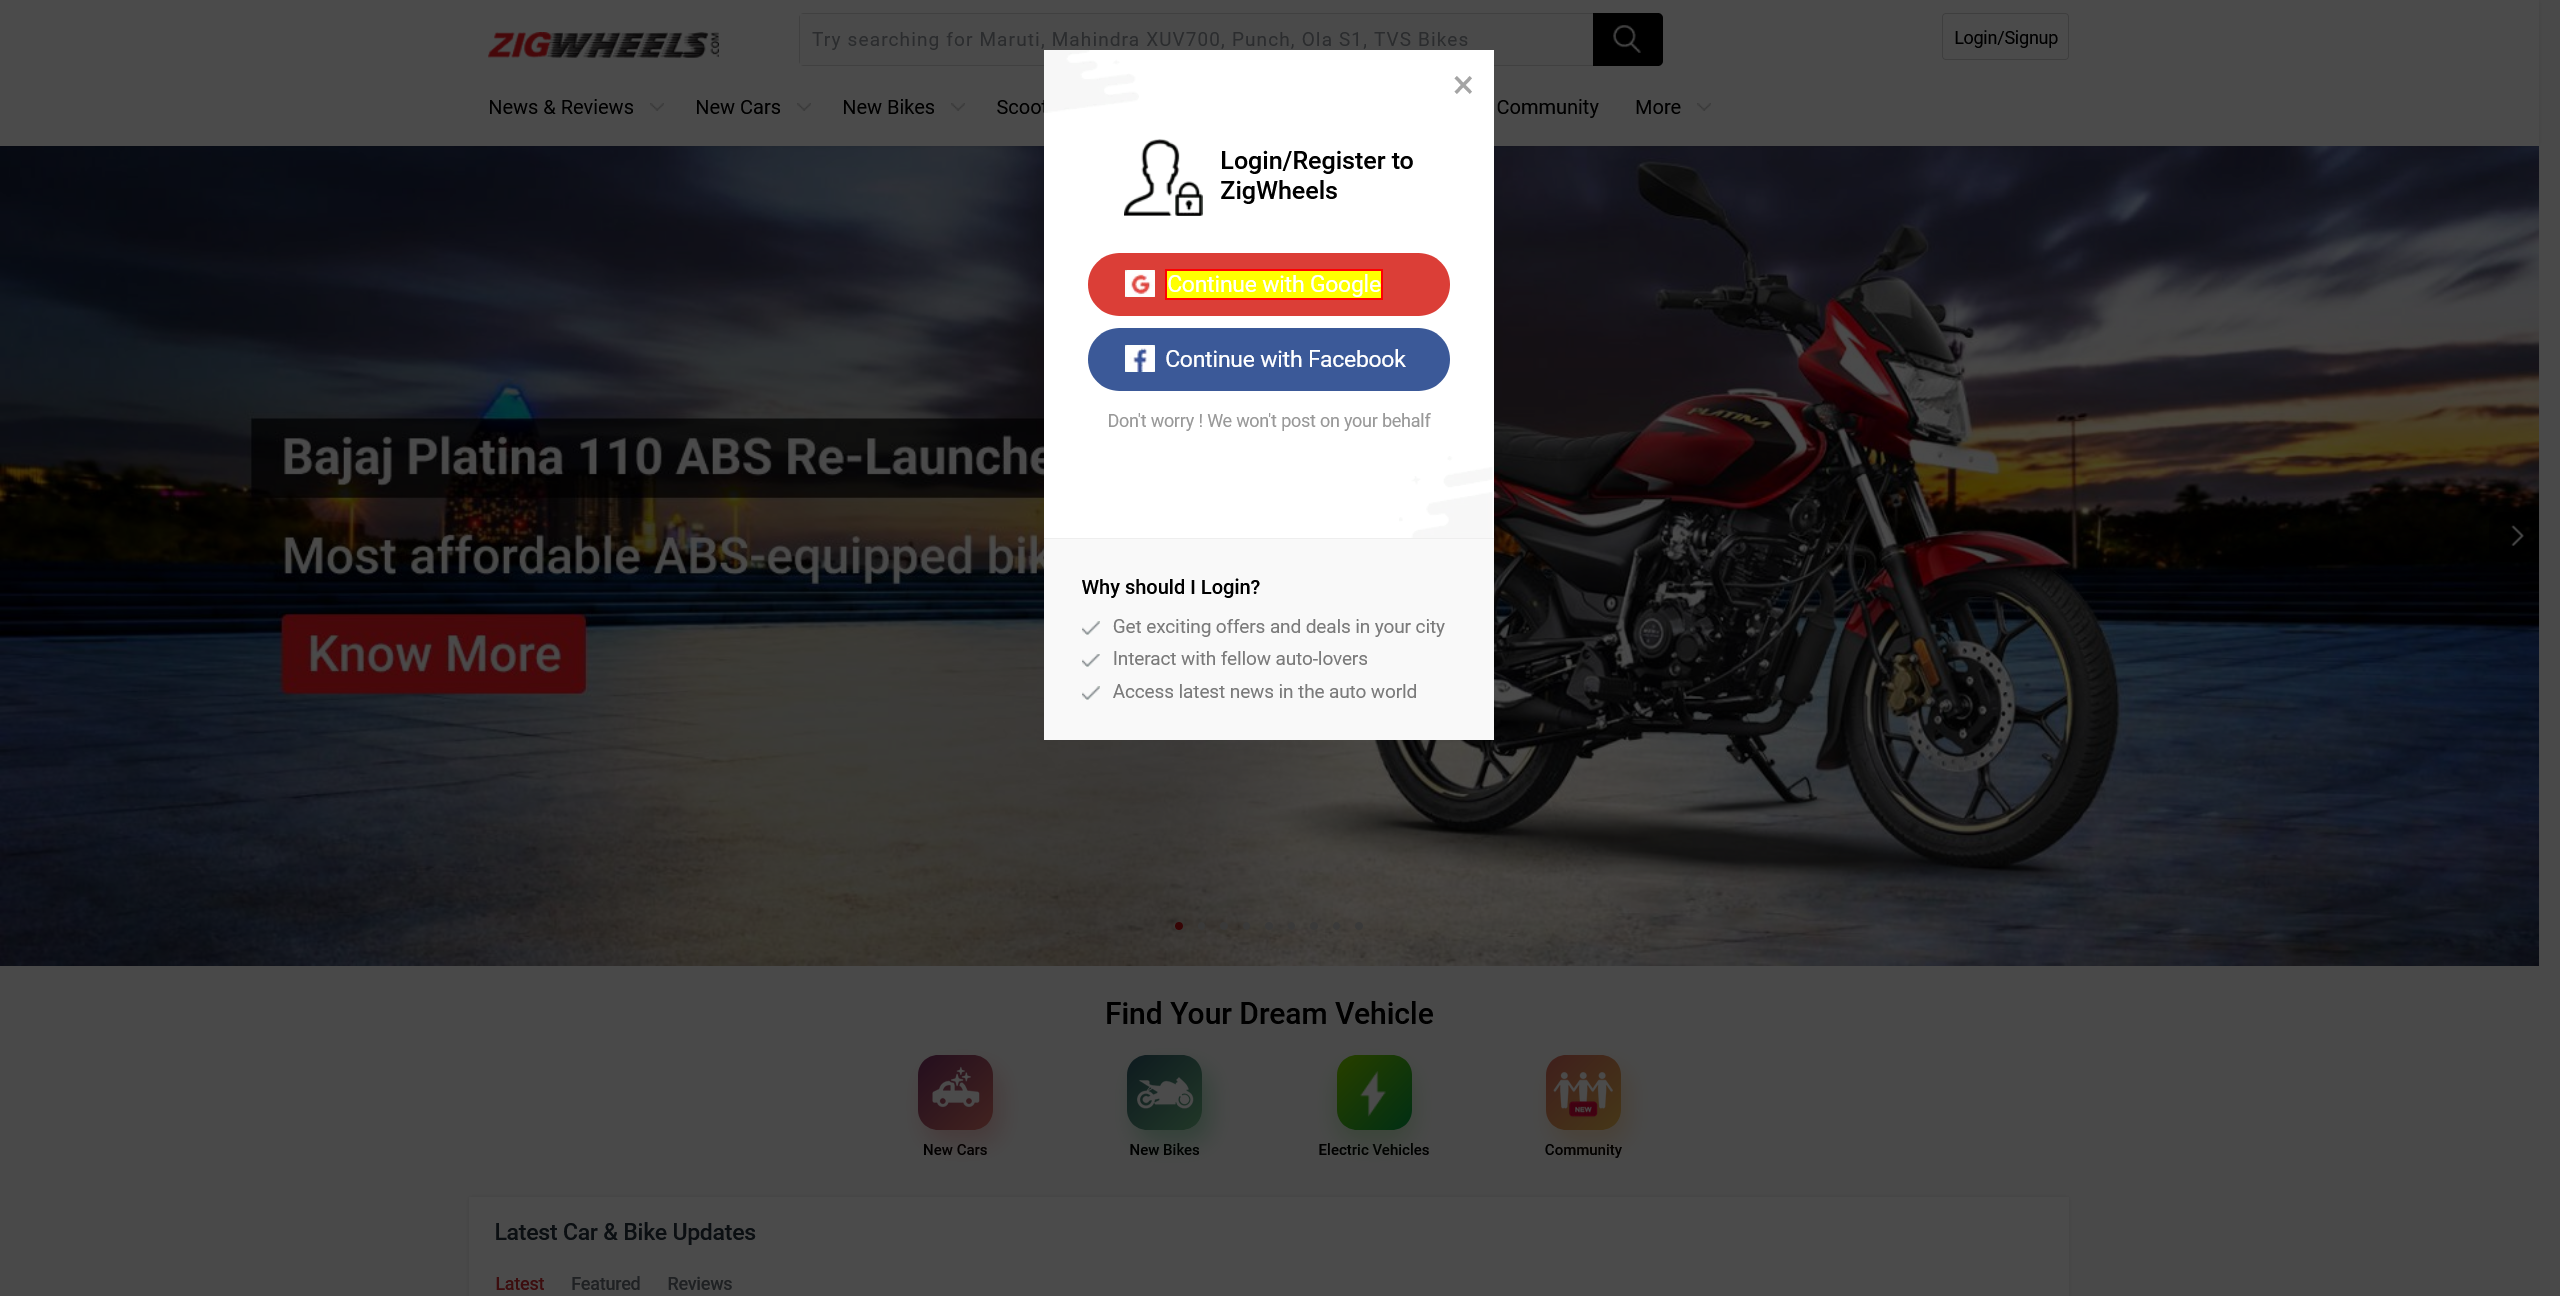 ZIGWHEELS.COM
Try searching for Maruti, Mahindra XUV700, Punch, Ola S1, TVS Bikes
Login/Signup
News & Reviews New Cars New Bikes Scoot Community More
Login/Register to
ZigWheels
G Continue with Google
f Continue with Facebook
Don't worry ! We won't post on your behalf
Bajaj Platina 110 ABS Re-Launche
Most affordable ABS-equipped bik
Know More
PLATINA
Why should I Login?
Get exciting offers and deals in your city
Interact with fellow auto-lovers
Access latest news in the auto world
Find Your Dream Vehicle
NEW
New Cars New Bikes Electric Vehicles Community
Latest Car & Bike Updates
Latest Featured Reviews